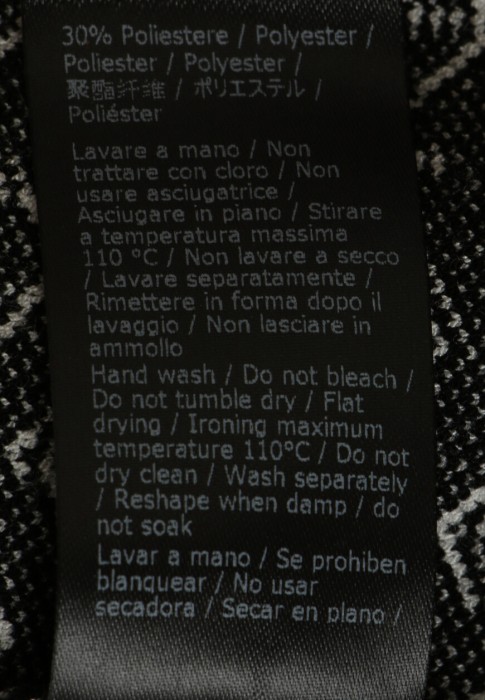 30% Poliestere / Polyester /
Poliester / Polyester /
聚酯纤维 / ポリエステル /
Poliéster
Lavare a mano / Non
trattare con cloro / Non
usare asciugatrice /
Asciugare in piano / Stirare
a temperatura massima
110 °C / Non lavare a secco
/ Lavare separatamente /
Rimettere in forma dopo il
lavaggio / Non lasciare in
ammollo
Hand wash / Do not bleach /
Do not tumble dry / Flat
drying / Ironing maximum
temperature 110°C / Do not
dry clean / Wash separately
/ Reshape when damp / do
not soak
Lavar a mano / Se prohiben
blanquear / No usar
secadora / Secar en plano /